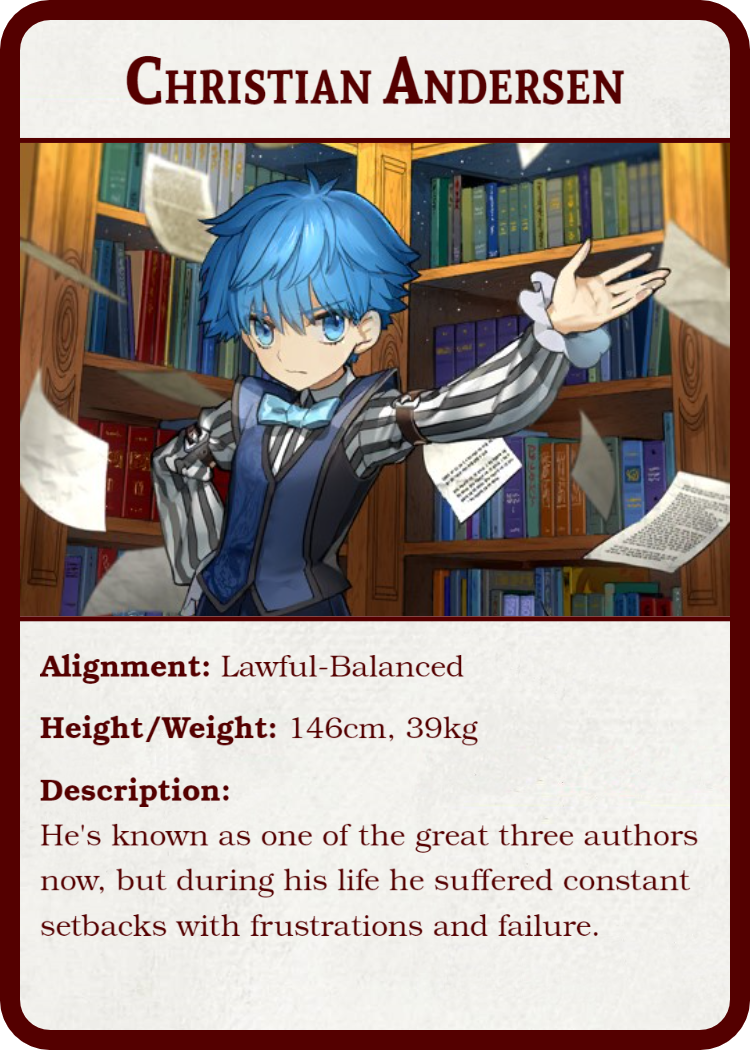 Christian Andersen
Alignment: Lawful-Balanced
Height/Weight: 146cm, 39kg
Description:
He's known as one of the great three authors
now, but during his life he suffered constant
setbacks with frustrations and failure.